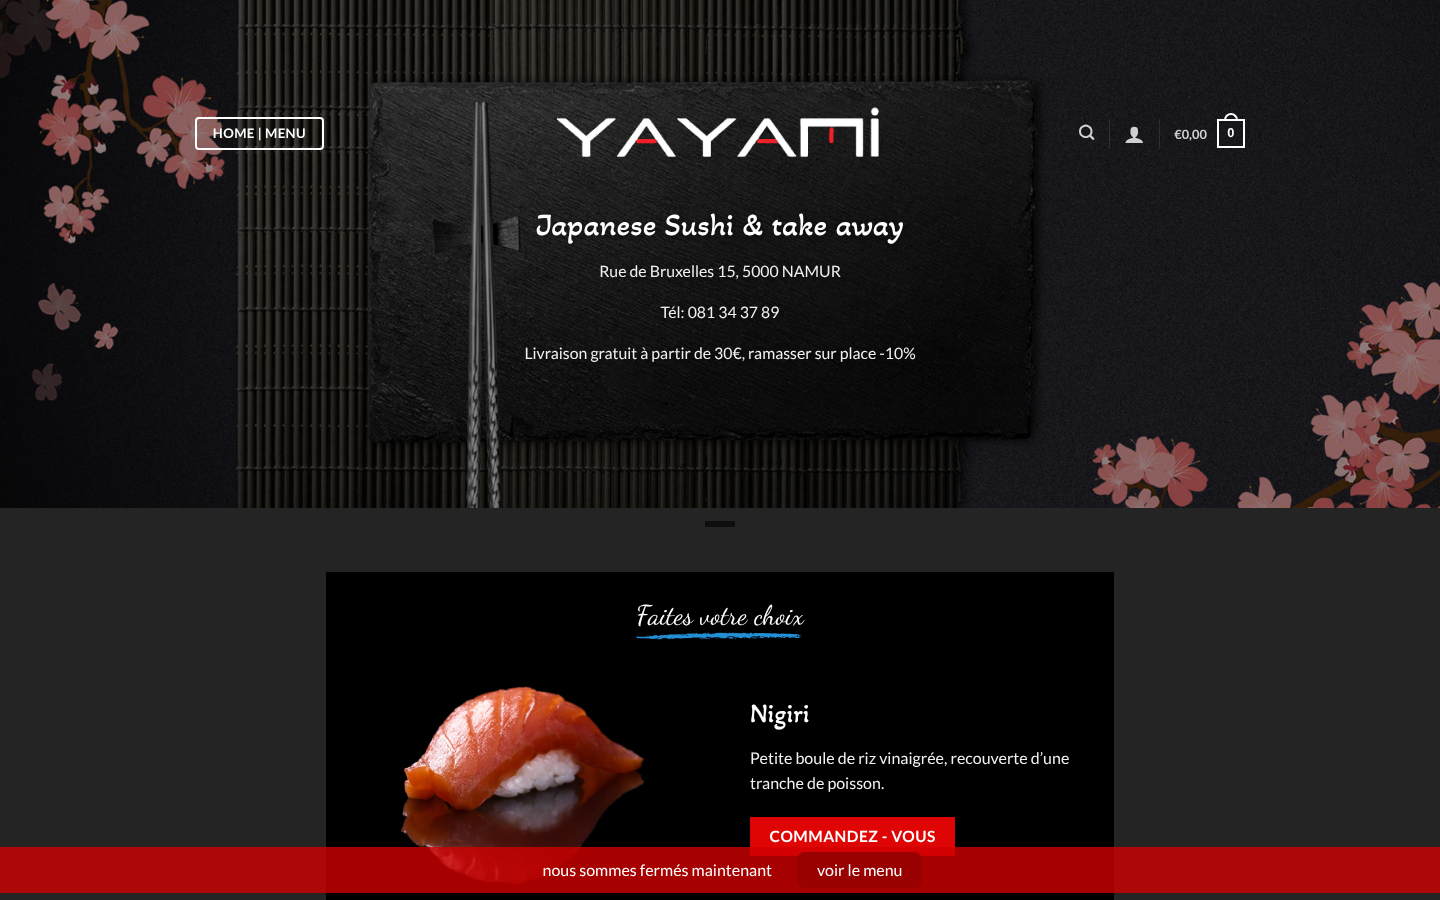 HOME | MENU
YAYAMi
€0,00
0
Japanese Sushi & take away
Rue de Bruxelles 15, 5000 NAMUR
Tél: 081 34 37 89
Livraison gratuit à partir de 30€, ramasser sur place -10%
Faites votre choix
Nigiri
Petite boule de riz vinaigrée, recouverte d’une
tranche de poisson.
COMMANDEZ - VOUS
nous sommes fermés maintenant
voir le menu